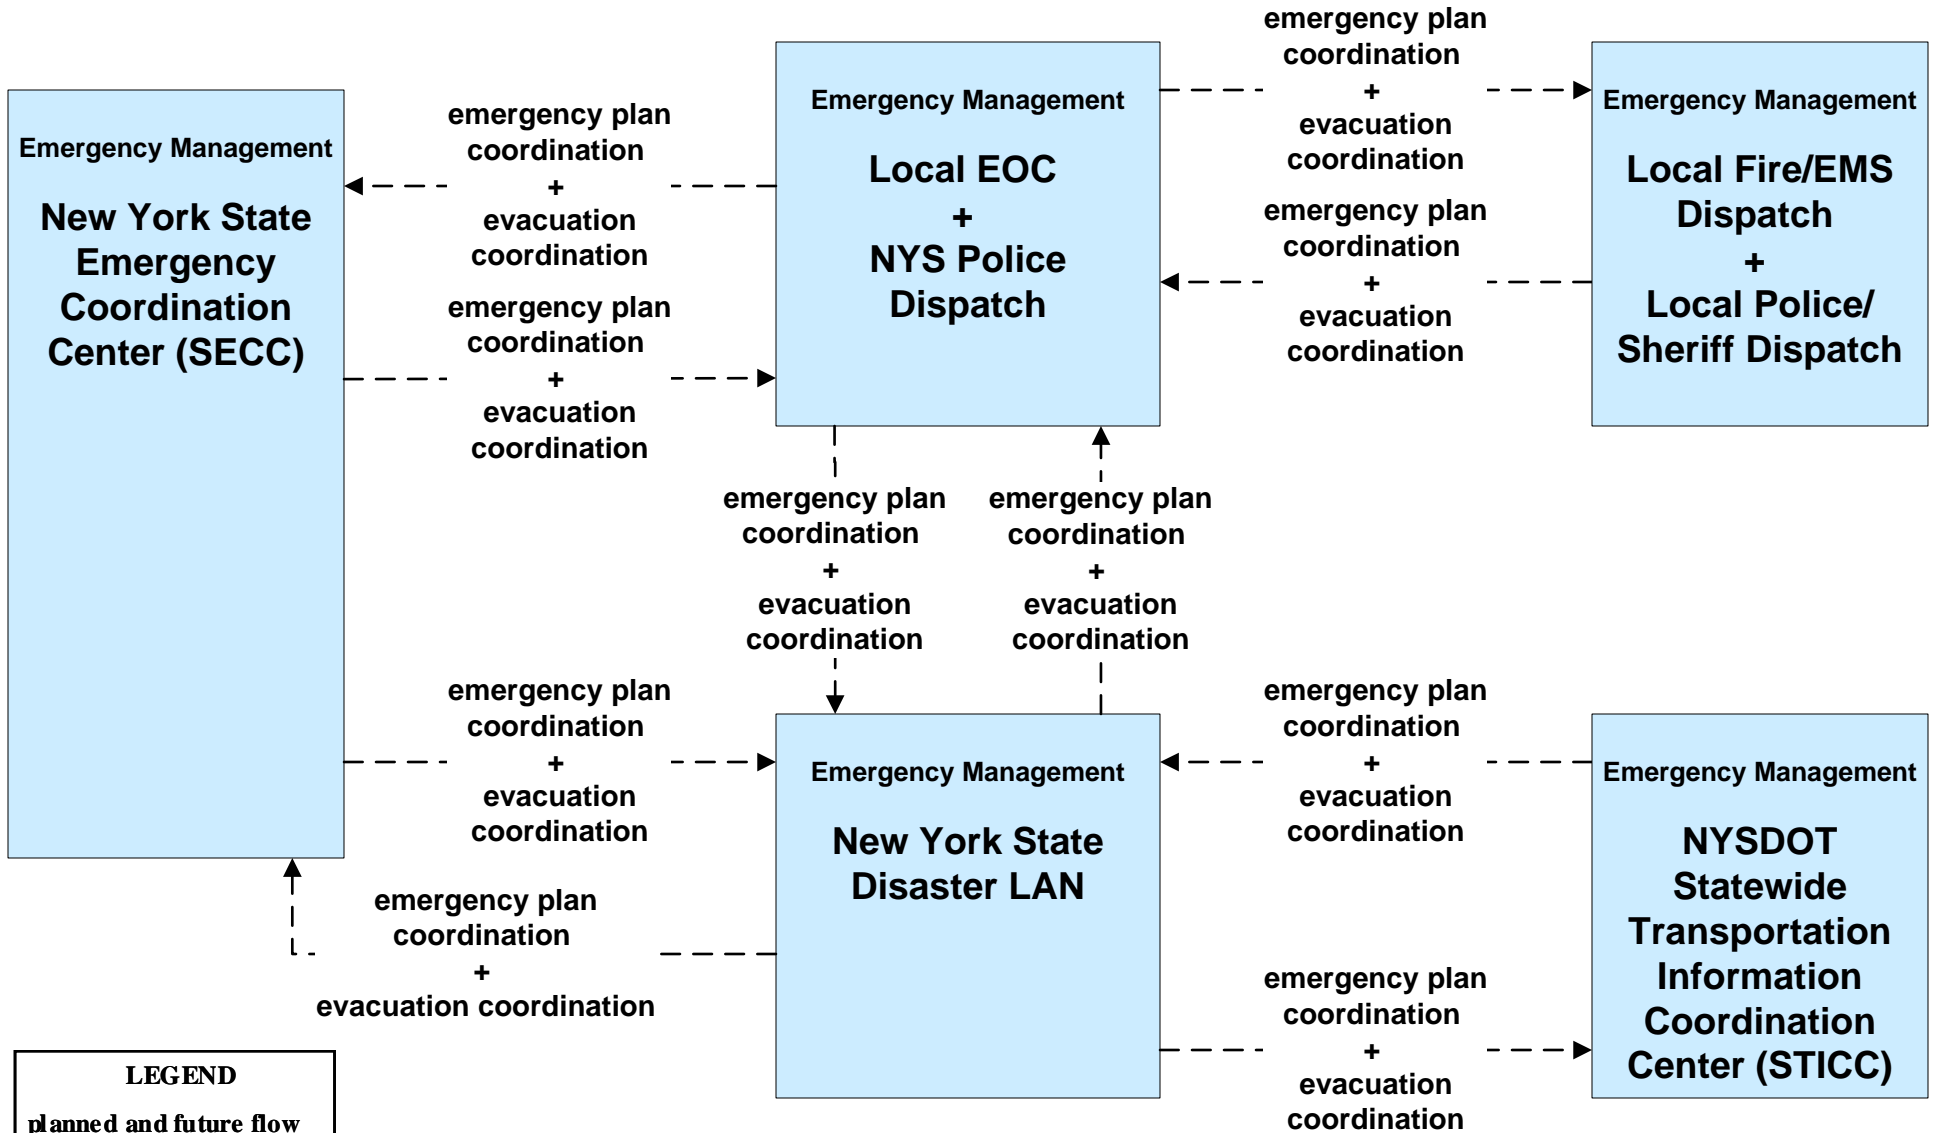 Emergency Management
New York State
Emergency
Coordination
Center (SECC)
emergency plan
coordination
+
evacuation
coordination
emergency plan
coordination
+
evacuation
coordination
Emergency Management
Local EOC
+
NYS Police
Dispatch
emergency plan
coordination
+
evacuation
coordination
emergency plan
coordination
+
evacuation
coordination
Emergency Management
Local Fire/EMS
Dispatch
+
Local Police/
Sheriff Dispatch
emergency plan
coordination
+
evacuation
coordination
emergency plan
coordination
+
evacuation
coordination
emergency plan
coordination
+
evacuation
coordination
emergency plan
coordination
+
evacuation coordination
Emergency Management
New York State
Disaster LAN
emergency plan
coordination
+
evacuation
coordination
emergency plan
coordination
+
evacuation
coordination
Emergency Management
NYSDOT
Statewide
Transportation
Information
Coordination
Center (STICC)
LEGEND
planned and future flow